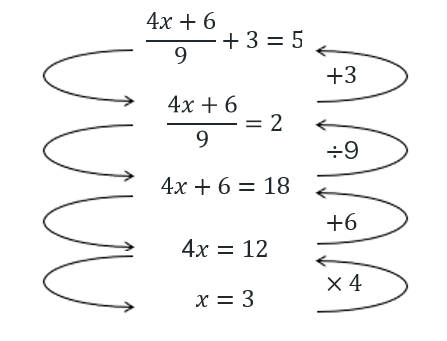 (4x + 6)/9 + 3 = 5
+3
(4x + 6)/9 = 2
÷9
4x + 6 = 18
+6
4x = 12
× 4
x = 3